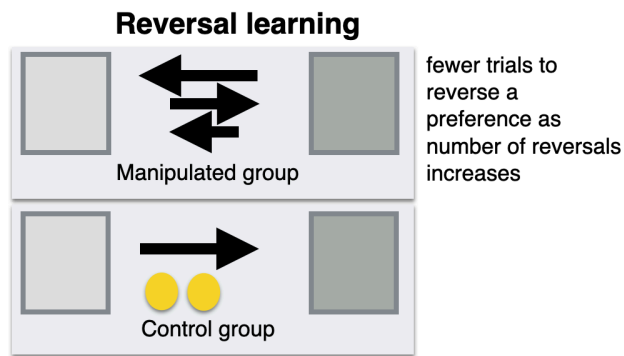 Reversal learning
fewer trials to
reverse a
preference as
number of reversals
increases
Manipulated group
Control group